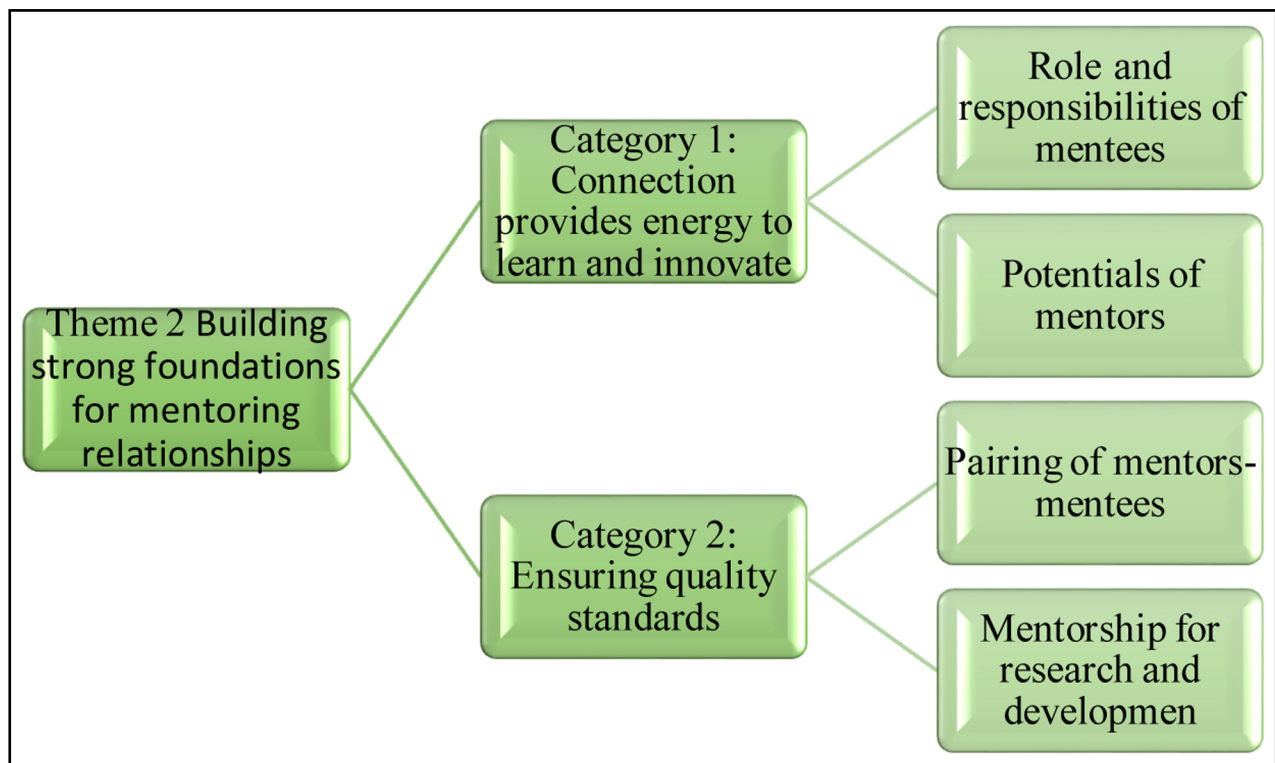 Theme 2 Building
strong foundations
for mentoring
relationships
Category 1:
Connection
provides energy to
learn and innovate
Role and
responsibilities of
mentees
Potentials of
mentors
Category 2:
Ensuring quality
standards
Pairing of mentors-
mentees
Mentorship for
research and
developmen